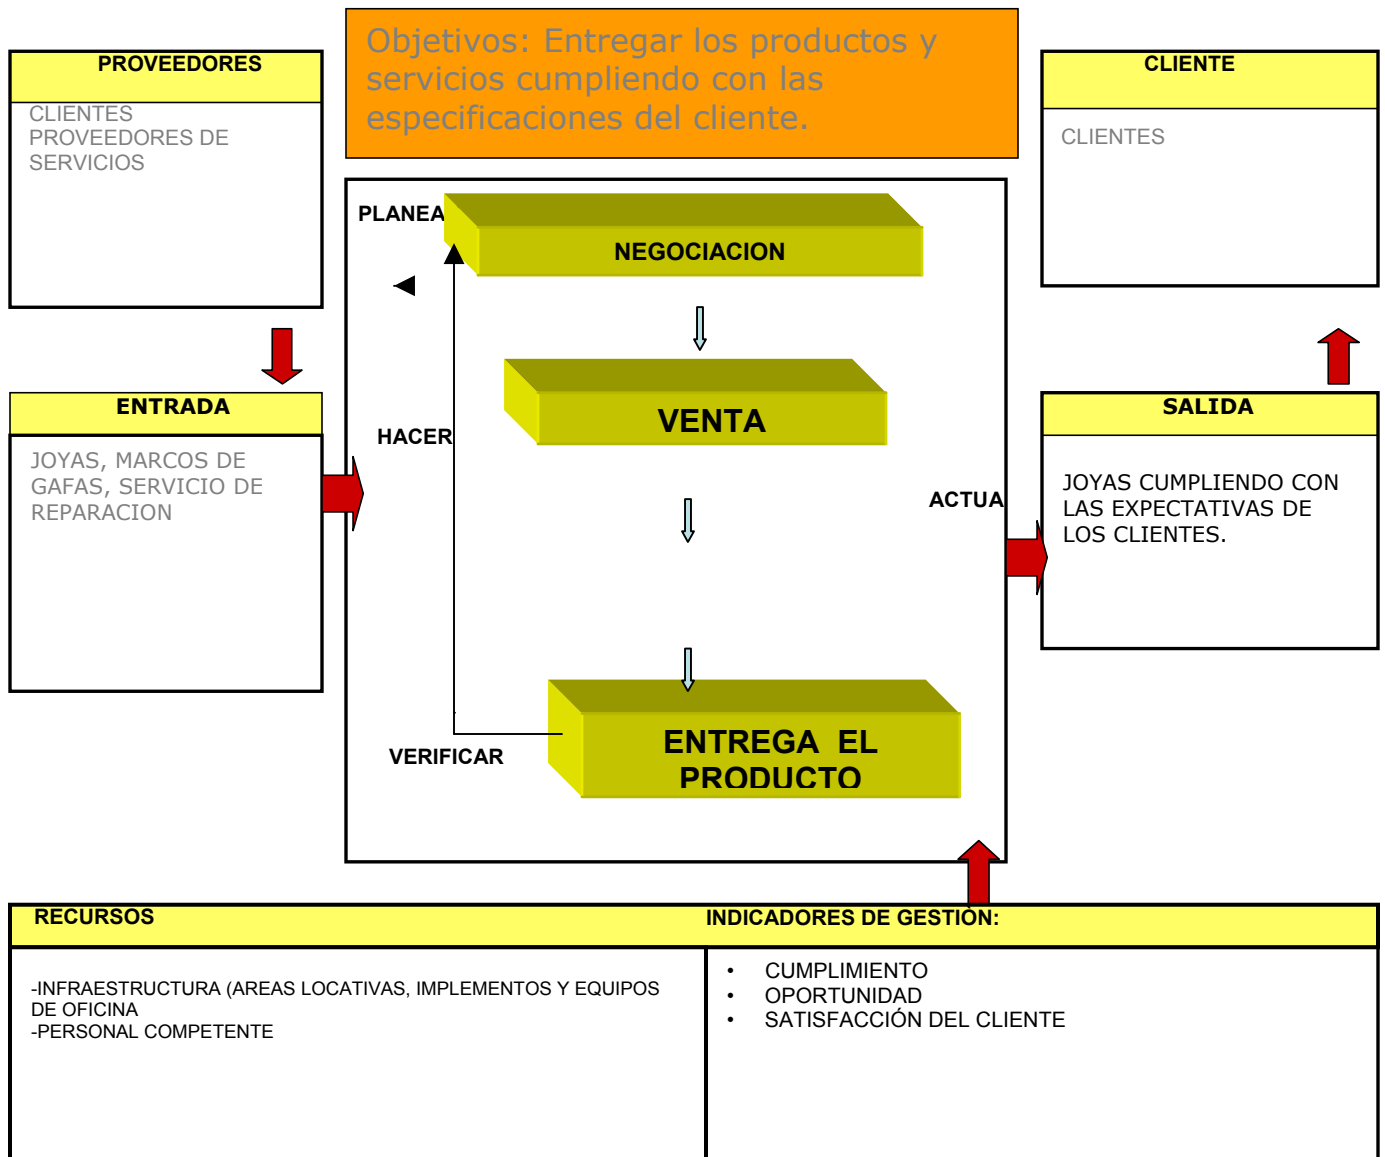 Objetivos: Entregar los productos y
servicios cumpliendo con las
especificaciones del cliente.
PROVEEDORES
CLIENTES
PROVEEDORES DE
SERVICIOS
CLIENTE
CLIENTES
PLANEA
NEGOCIACION
ENTRADA
JOYAS, MARCOS DE
GAFAS, SERVICIO DE
REPARACION
HACER
VENTA
ACTUA
SALIDA
JOYAS CUMPLIENDO CON
LAS EXPECTATIVAS DE
LOS CLIENTES.
VERIFICAR
ENTREGA EL
PRODUCTO
RECURSOS
-INFRAESTRUCTURA (AREAS LOCATIVAS, IMPLEMENTOS Y EQUIPOS
DE OFICINA
-PERSONAL COMPETENTE
INDICADORES DE GESTIÓN:
• CUMPLIMIENTO
• OPORTUNIDAD
• SATISFACCIÓN DEL CLIENTE